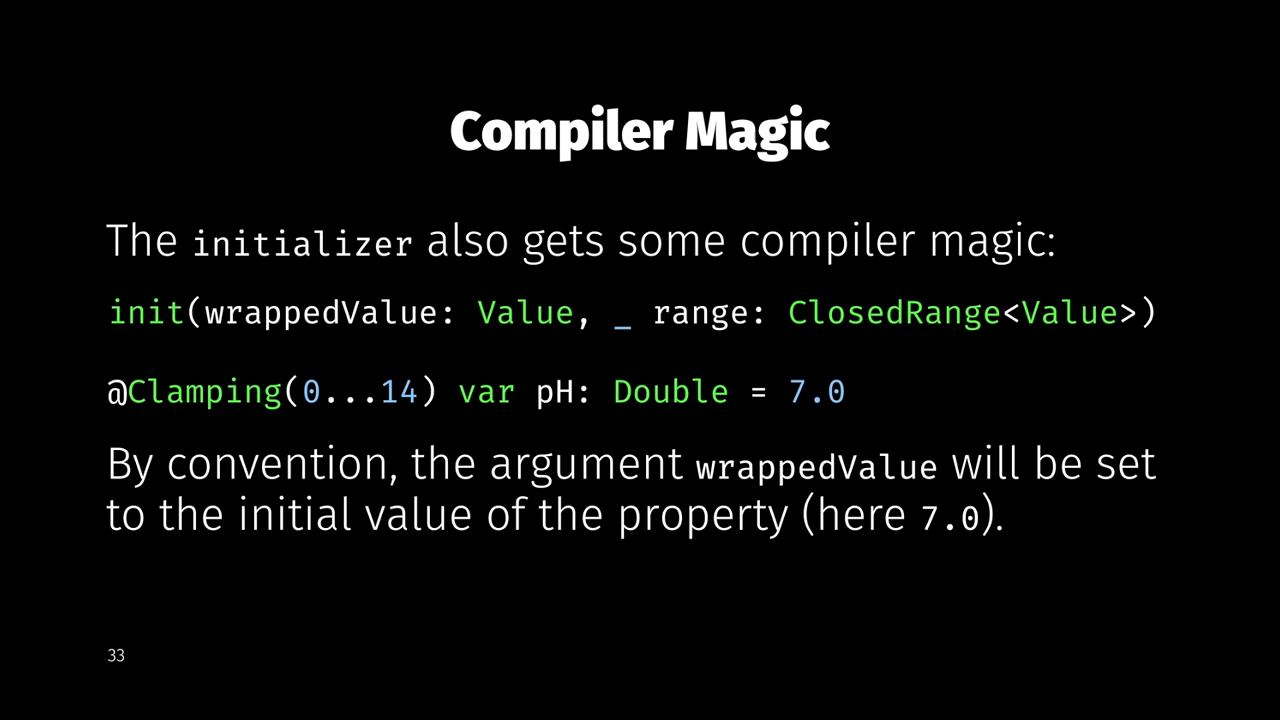 Compiler Magic
The initializer also gets some compiler magic:
init(wrappedValue: Value, _ range: ClosedRange<Value>)
@Clamping(0...14) var pH: Double = 7.0
By convention, the argument wrappedValue will be set
to the initial value of the property (here 7.0).
33